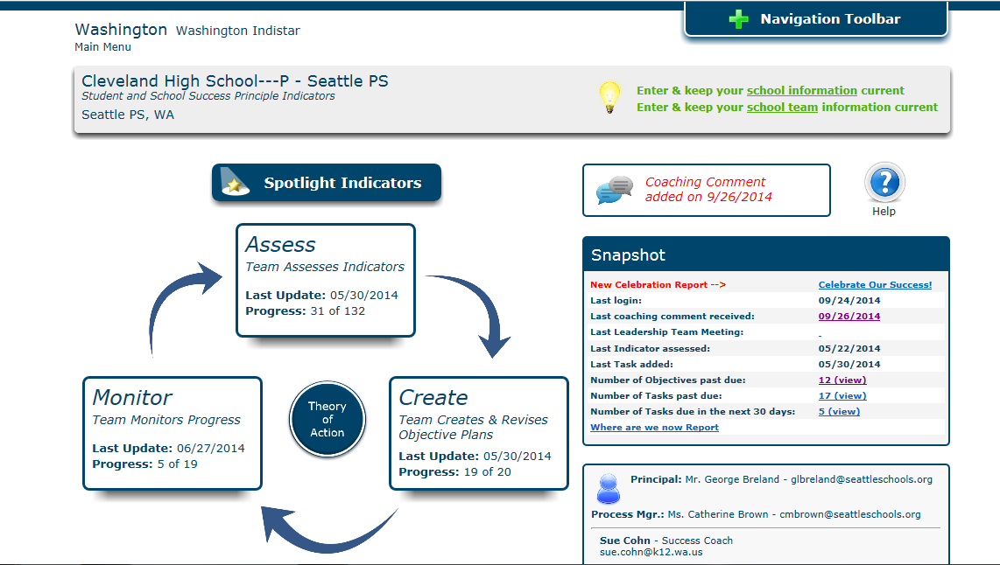 Navigation Toolbar
Washington Washington Indistar
Main Menu
Cleveland High School---P - Seattle PS
Student and School Success Principle Indicators
Seattle PS, WA
Enter & keep your school information current
Enter & keep your school team information current
Spotlight Indicators
Coaching Comment
added on 9/26/2014
?
Help
Assess
Team Assesses Indicators
Last Update: 05/30/2014
Progress: 31 of 132
Monitor
Team Monitors Progress
Last Update: 06/27/2014
Progress: 5 of 19
Theory
of
Action
Create
Team Creates & Revises
Objective Plans
Last Update: 05/30/2014
Progress: 19 of 20
Snapshot
New Celebration Report --> Celebrate Our Success!
Last login: 09/24/2014
Last coaching comment received: 09/26/2014
Last Leadership Team Meeting:
Last Indicator assessed: 05/22/2014
Last Task added: 05/30/2014
Number of Objectives past due: 12 (view)
Number of Tasks past due: 17 (view)
Number of Tasks due in the next 30 days: 5 (view)
Where are we now Report
Principal: Mr. George Breland - glbreland@seattleschools.org
Process Mgr.: Ms. Catherine Brown - cmbrown@seattleschools.org
Sue Cohn - Success Coach
sue.cohn@k12.wa.us